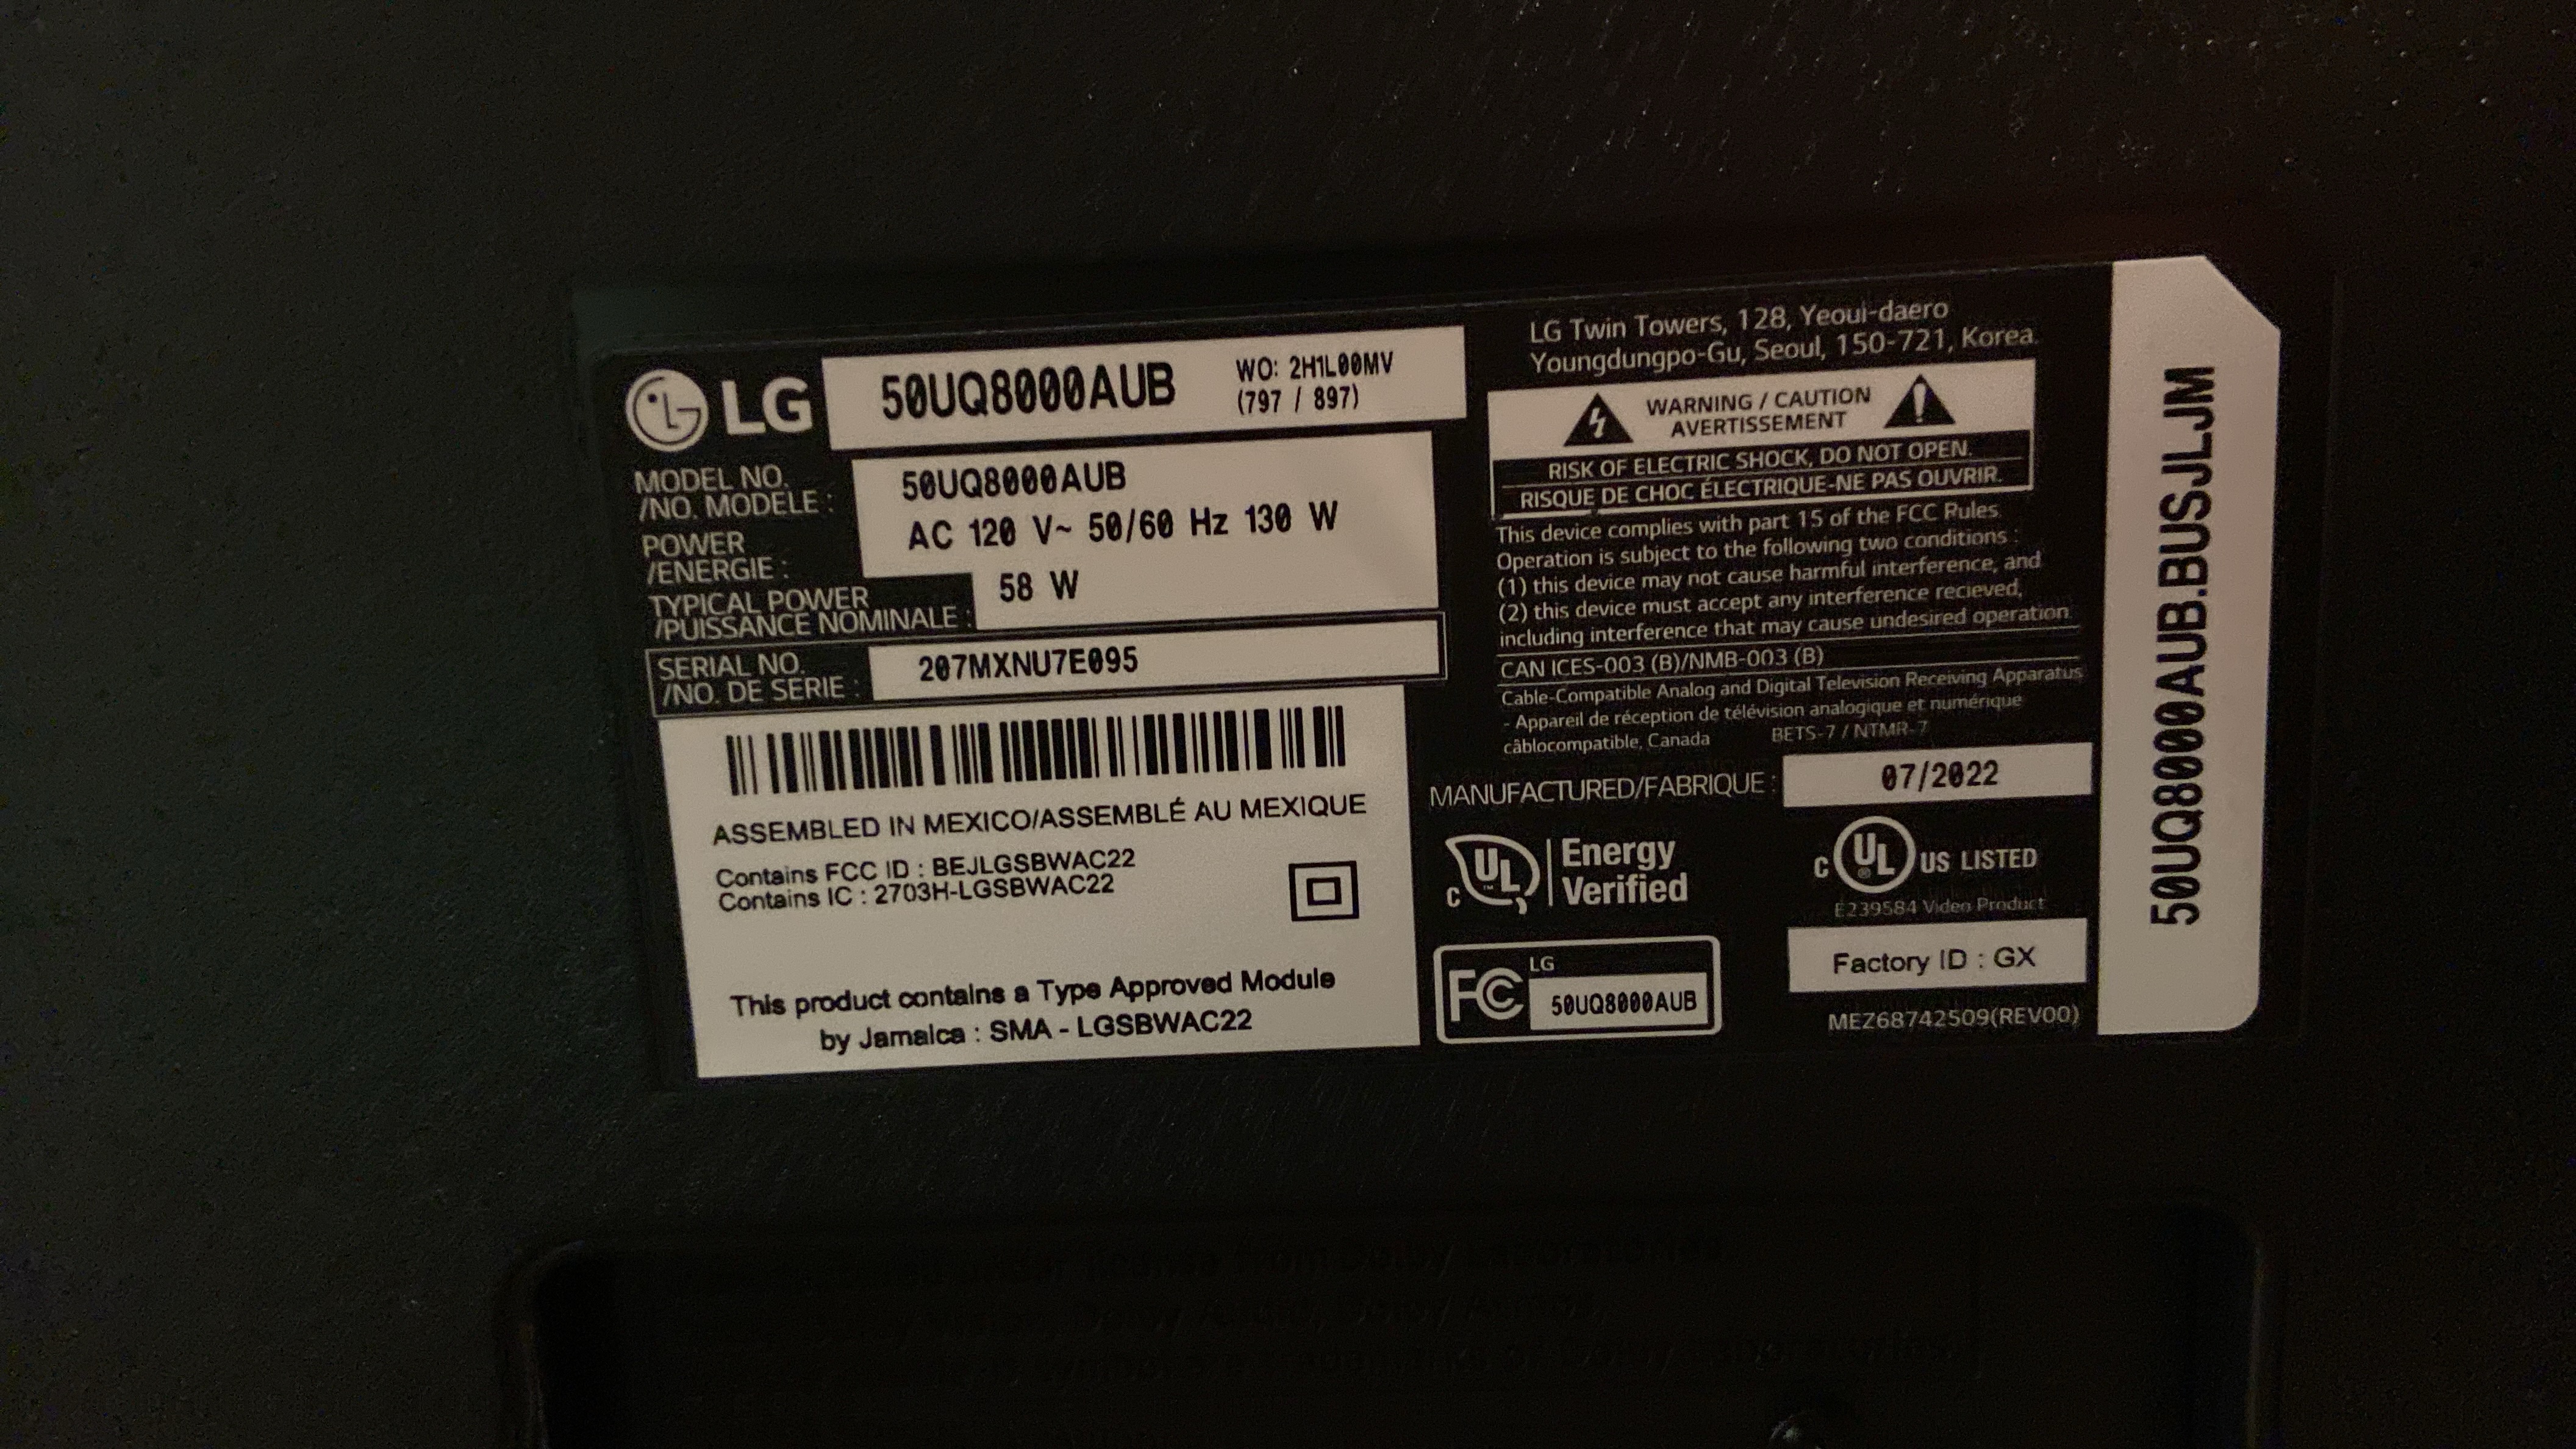 LG
50UQ8000AUB
WO: 2H1L00MV
(797 / 897)
MODEL NO.
/NO. MODÈLE :
50UQ8000AUB
POWER
/ENERGIE :
AC 120 V~ 50/60 Hz 130 W
TYPICAL POWER
/PUISSANCE NOMINALE :
58 W
SERIAL NO.
/NO. DE SÉRIE :
207MXNU7E095
ASSEMBLED IN MEXICO/ASSEMBLÉ AU MEXIQUE
Contains FCC ID : BEJLGSBWAC22
Contains IC : 2703H-LGSBWAC22
This product contains a Type Approved Module
by Jamaica : SMA - LGSBWAC22
LG Twin Towers, 128, Yeoui-daero
Youngdungpo-Gu, Seoul, 150-721, Korea.
WARNING / CAUTION
AVERTISSEMENT
RISK OF ELECTRIC SHOCK, DO NOT OPEN.
RISQUE DE CHOC ÉLECTRIQUE-NE PAS OUVRIR.
This device complies with part 15 of the FCC Rules.
Operation is subject to the following two conditions :
(1) this device may not cause harmful interference, and
(2) this device must accept any interference recieved,
including interference that may cause undesired operation.
CAN ICES-003 (B)/NMB-003 (B)
Cable-Compatible Analog and Digital Television Receiving Apparatus
- Appareil de réception de télévision analogique et numérique
câblocompatible, Canada BETS-7 / NTMR-7
MANUFACTURED/FABRIQUE : 07/2022
C UL Energy
Verified
C UL ® US LISTED
E239584 Video Product
FC LG
50UQ8000AUB
Factory ID : GX
MEZ68742509(REV00)
50UQ8000AUB.BUSJLJM